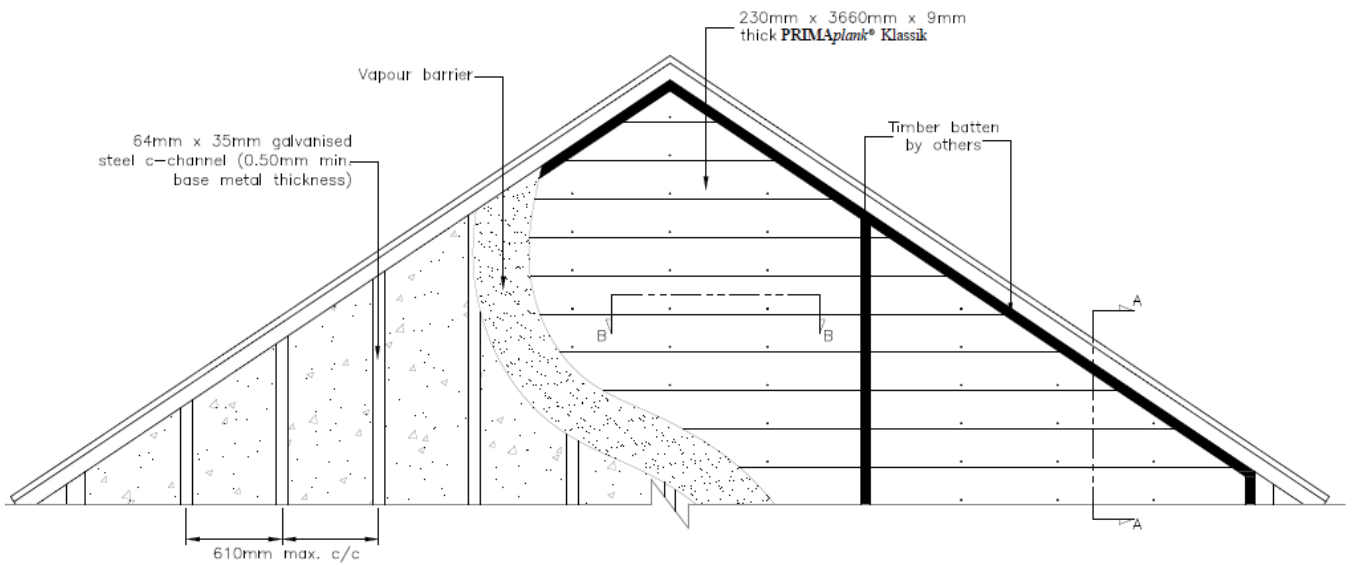 230mm x 3660mm x 9mm
thick PRIMAplank® Klassik
Vapour barrier
64mm x 35mm galvanised
steel c-channel (0.50mm min.
base metal thickness)
Timber batten
by others
A
B
B
A
610mm max. c/c